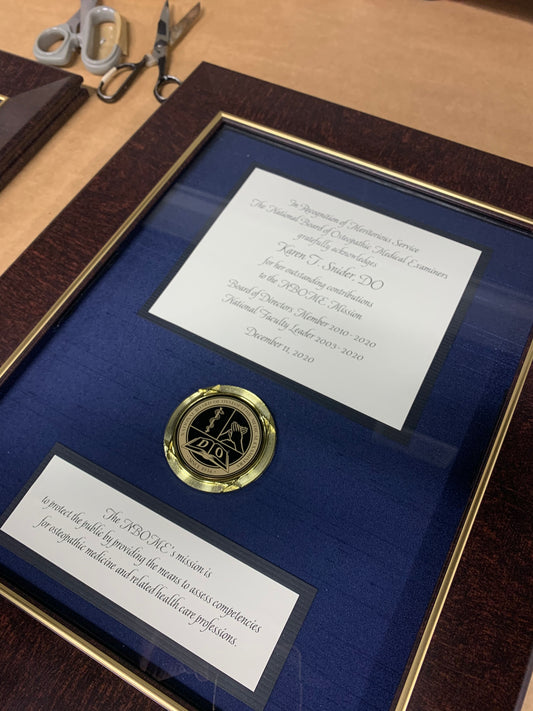 In Recognition of Meritorious Service
The National Board of Osteopathic Medical Examiners
gratefully acknowledges
Karen T. Snider, DO
for her outstanding contributions
to the NBOME Mission
Board of Directors Member 2010-2020
National Faculty Leader 2003-2020
December 11, 2020
DO
The NBOME's mission is
to protect the public by providing the means to assess competencies
for osteopathic medicine and related health care professions.